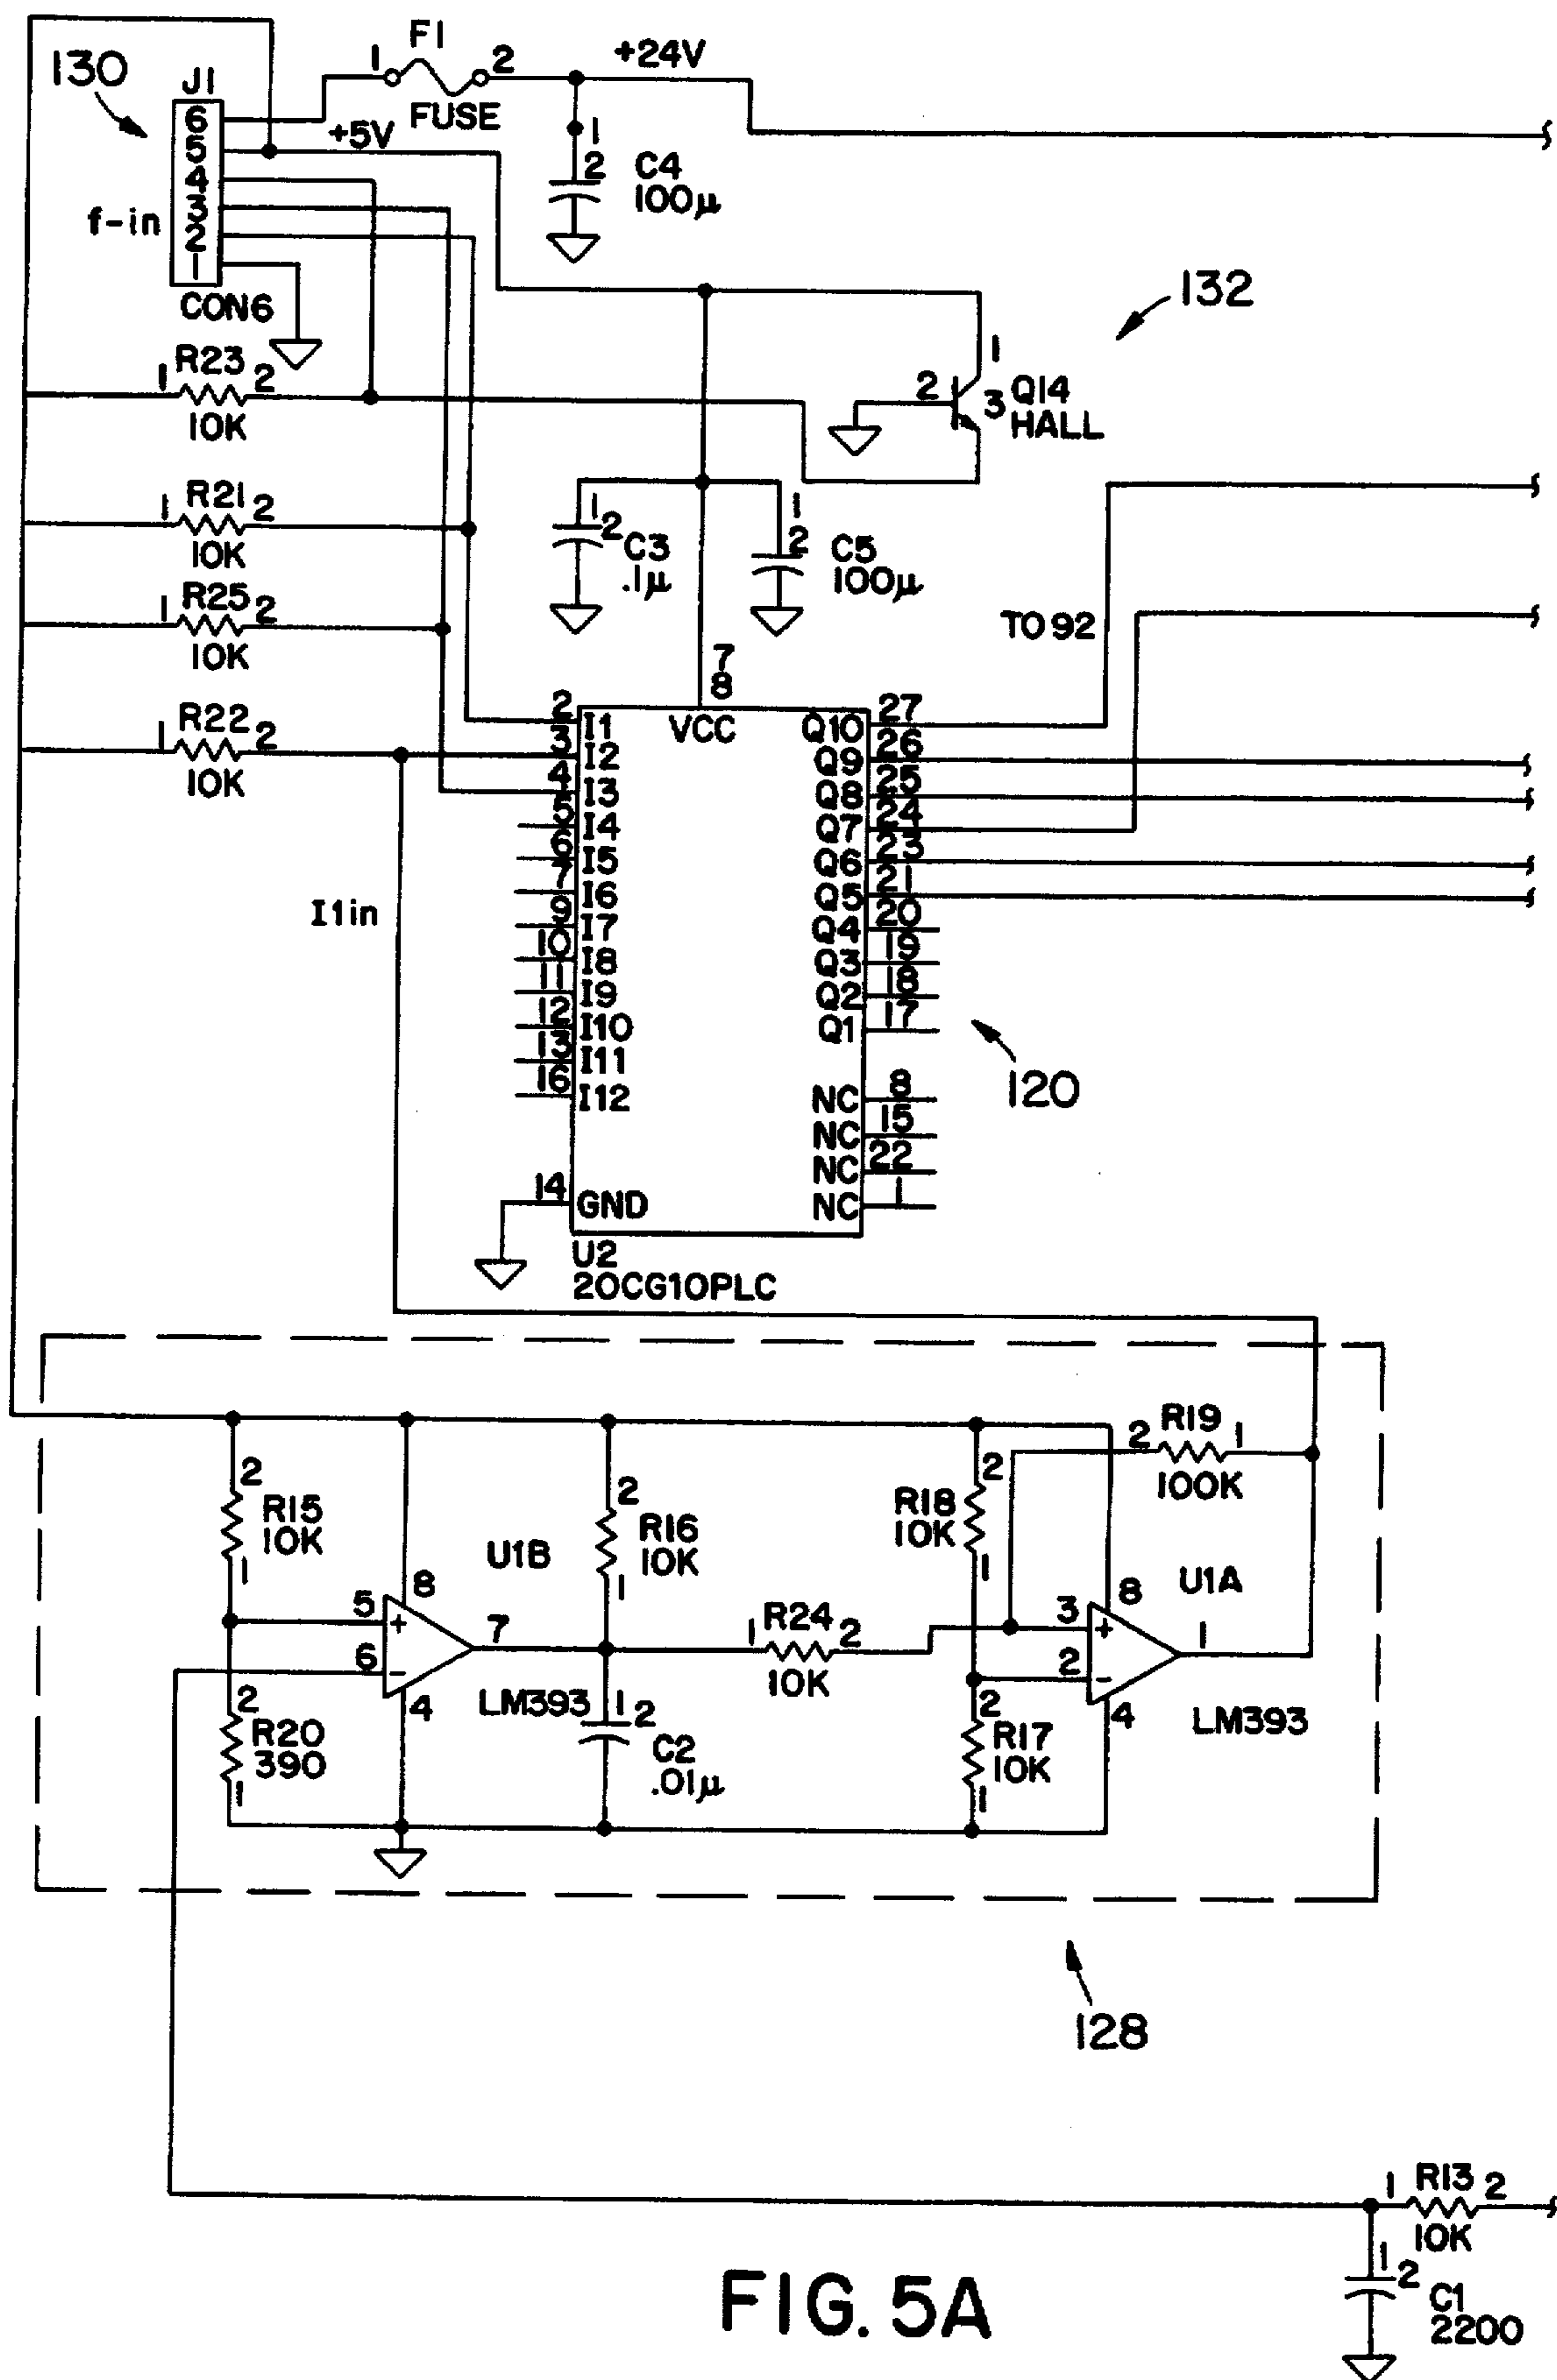 F1
1 2 +24V
130
J1
FUSE
6
+5V
5
4
3
f-in
2
1
CON6
1
2
C4
100μ
132
R23
1 2
10K
1
2
3
Q14
HALL
R21
1 2
10K
1
2
C3
.1μ
1
2
C5
100μ
R25
1 2
10K
TO 92
7
8
R22
1 2
10K
VCC
2 I1
3 I2
4 I3
5 I4
6 I5
7 I6
9 I7
10 I8
11 I9
12 I10
13 I11
16 I12
14 GND
Q10 27
Q9 26
Q8 25
Q7 24
Q6 23
Q5 21
Q4 20
Q3 19
Q2 18
Q1 17
NC 8
NC 15
NC 22
NC 1
I1in
120
U2
20CG10PLC
2
R15
10K
1
U1B
8
5 +
6 -
7
4
LM393
2
R20
390
1
2
R16
10K
1
1
2
C2
.01μ
R24
1 2
10K
2
R18
10K
1
R19
2 1
100K
U1A
8
3 +
2 -
1
4
LM393
2
R17
10K
1
128
R13
1 2
10K
1
2
C1
2200
FIG. 5A